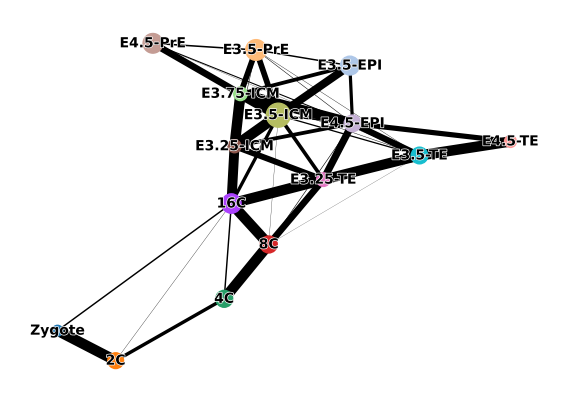 E4.5-PrE
E3.5-PrE
E3.5-EPI
E3.75-ICM
E3.5-ICM
E4.5-EPI
E4.5-TE
E3.25-ICM
E3.5-TE
E3.25-TE
16C
8C
4C
Zygote
2C